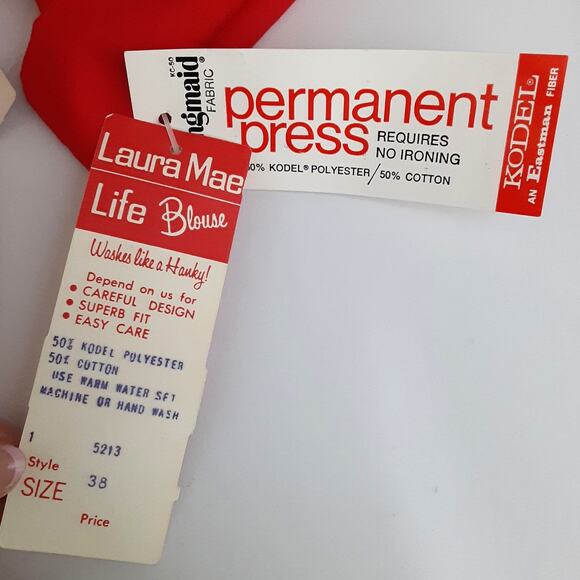 Laura Mae
Life Blouse
Washes like a Hanky!
Depend on us for
• CAREFUL DESIGN
• SUPERB FIT
• EASY CARE
50% KODEL POLYESTER
50% COTTON
USE WARM WATER SET
MACHINE OR HAND WASH
1 5213
Style
SIZE 38
Price
KC-50
FABRIC
permanent
press REQUIRES
NO IRONING
50% KODEL® POLYESTER/50% COTTON
KODEL®
AN Eastman FIBER